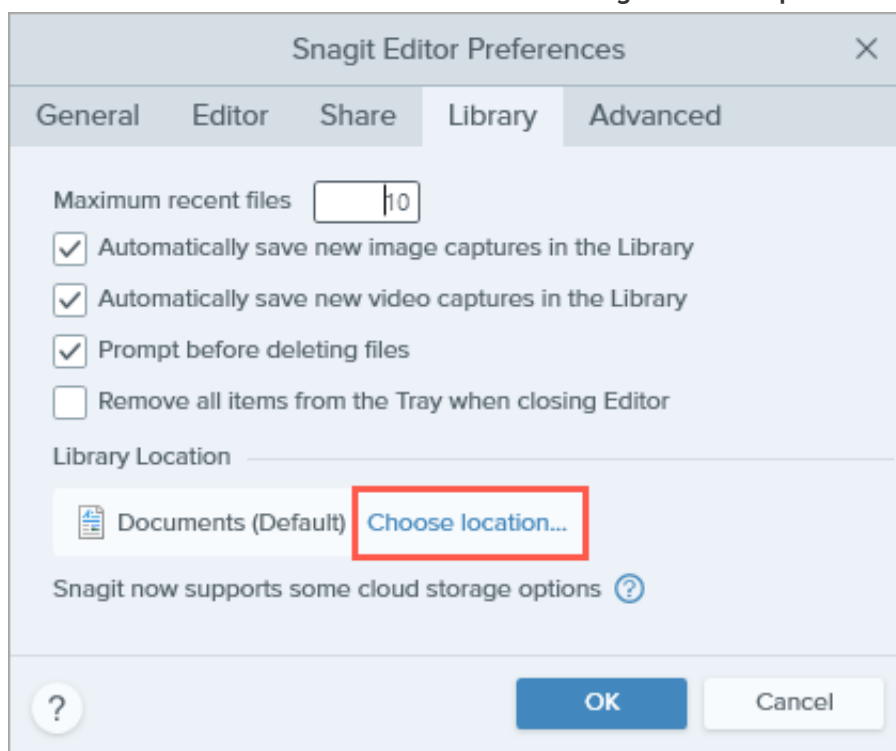 Snagit Editor Preferences
General Editor Share Library Advanced
Maximum recent files 10
Automatically save new image captures in the Library
Automatically save new video captures in the Library
Prompt before deleting files
Remove all items from the Tray when closing Editor
Library Location
Documents (Default) Choose location...
Snagit now supports some cloud storage options ?
? OK Cancel